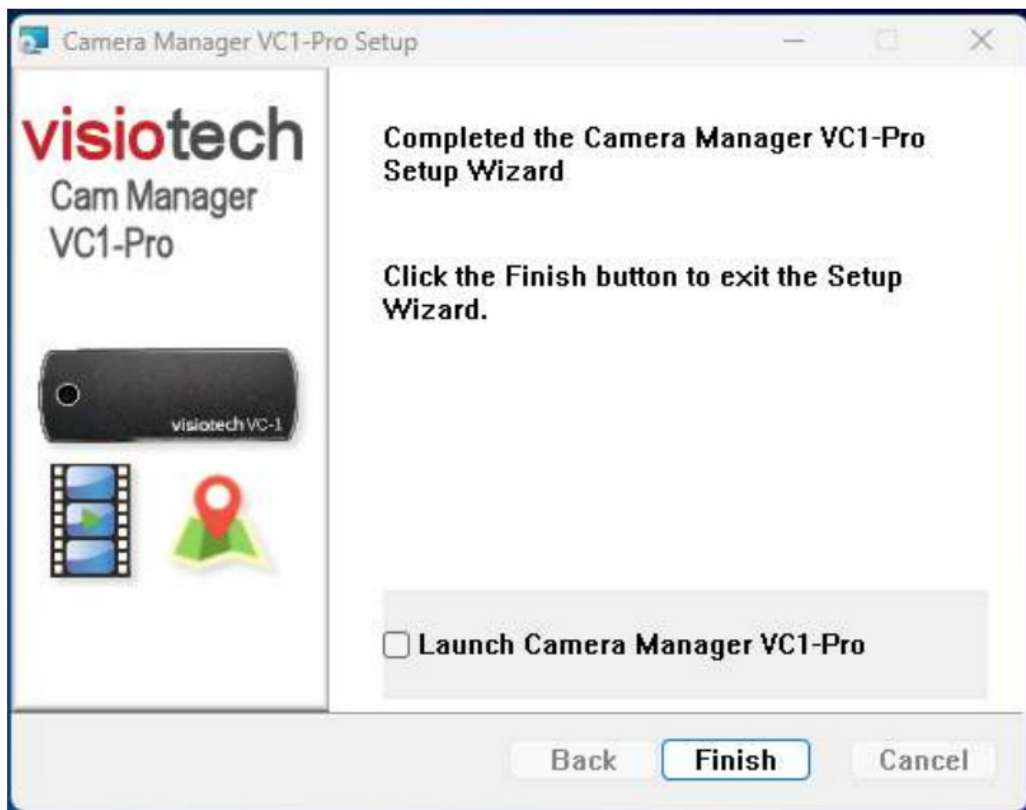 Camera Manager VC1-Pro Setup
visiotech
Cam Manager
VC1-Pro
visiotech VC-1
Completed the Camera Manager VC1-Pro
Setup Wizard
Click the Finish button to exit the Setup
Wizard.
Launch Camera Manager VC1-Pro
Back
Finish
Cancel